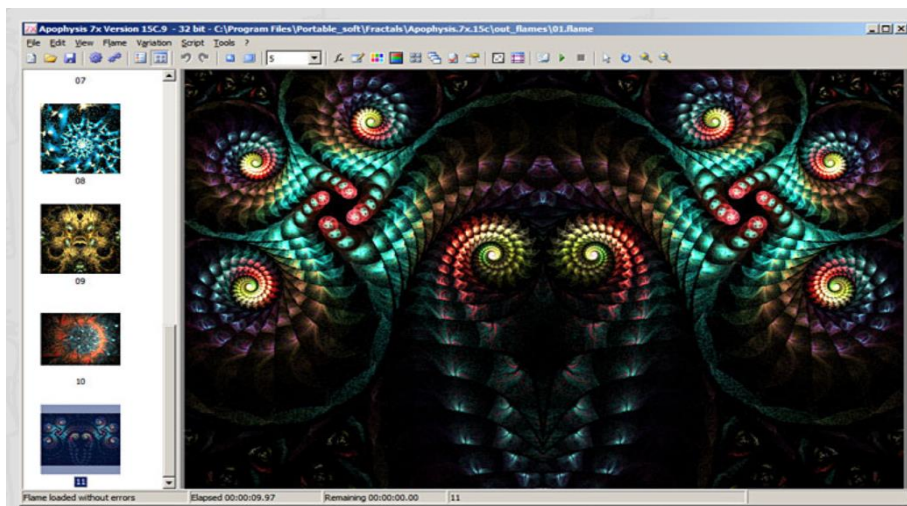 Apophysis 7x Version 15C.9 - 32 bit - C:\Program Files\Portable_soft\Fractals\Apophysis.7x.15c\out_flames\01.flame
File Edit View Flame Variation Script Tools ?
5
07
08
09
10
11
Flame loaded without errors Elapsed 00:00:09.97 Remaining 00:00:00.00 11